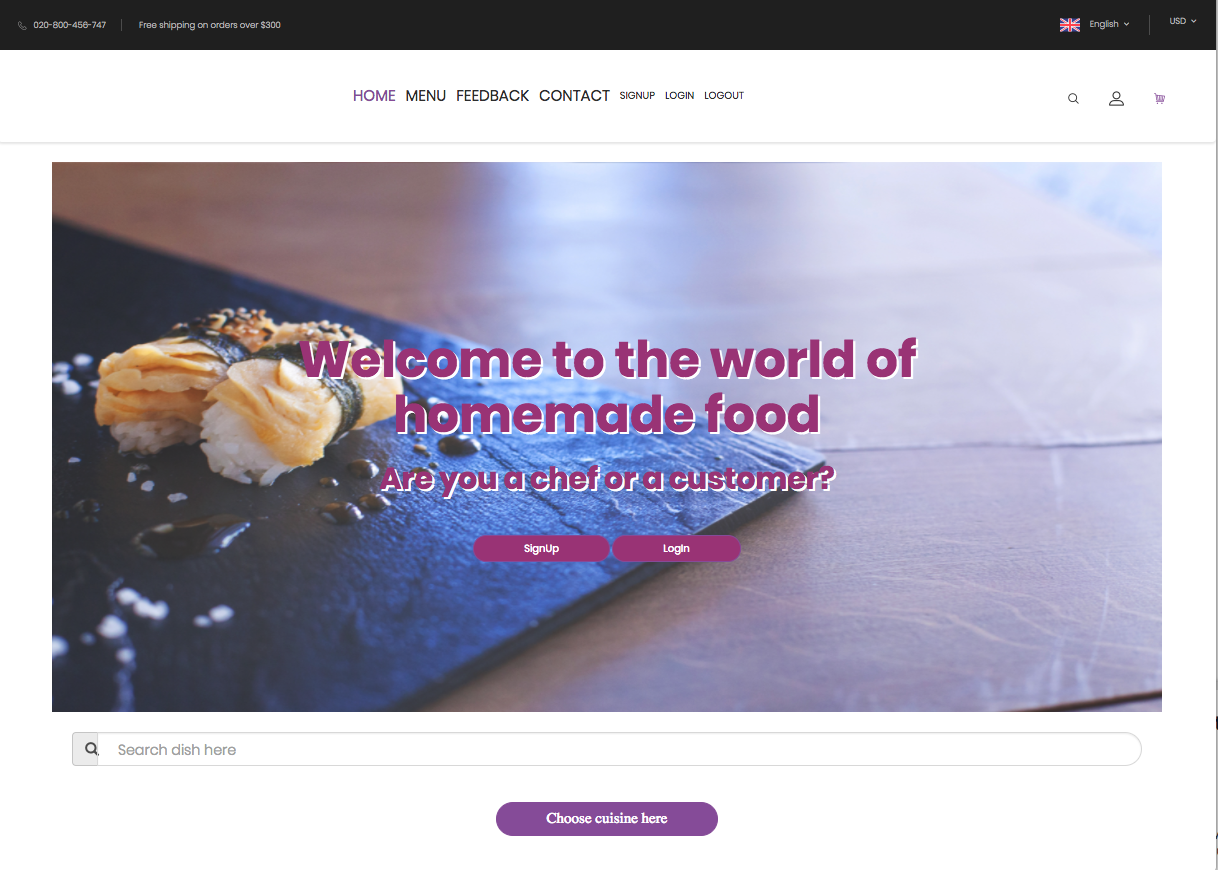 020-800-456-747
Free shipping on orders over $300
English
USD
HOME MENU FEEDBACK CONTACT SIGNUP LOGIN LOGOUT
Welcome to the world of
homemade food
Are you a chef or a customer?
SignUp
LogIn
Search dish here
Choose cuisine here